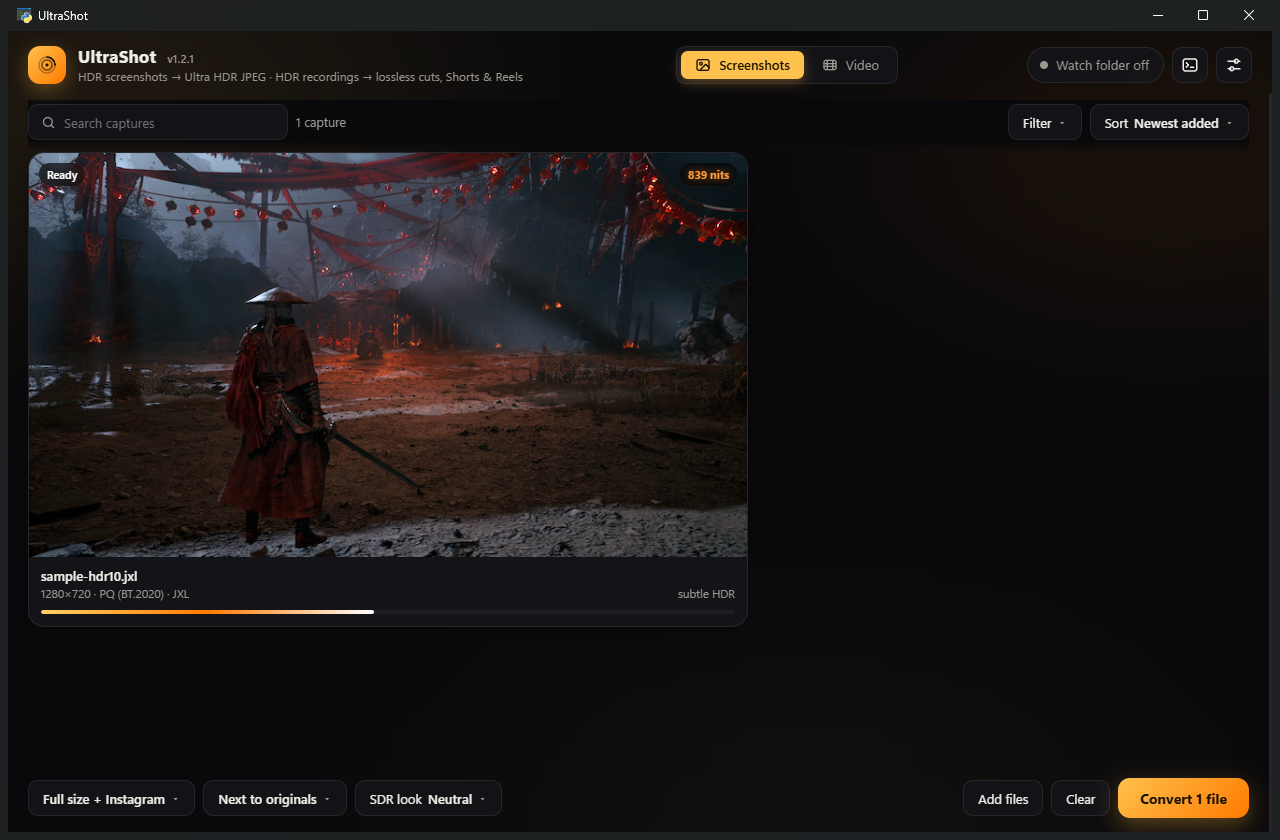 UltraShot
UltraShot v1.2.1
HDR screenshots → Ultra HDR JPEG · HDR recordings → lossless cuts, Shorts & Reels
Screenshots
Video
Watch folder off
Search captures
1 capture
Filter
Sort Newest added
Ready
839 nits
sample-hdr10.jxl
1280×720 · PQ (BT.2020) · JXL
subtle HDR
Full size + Instagram
Next to originals
SDR look Neutral
Add files
Clear
Convert 1 file